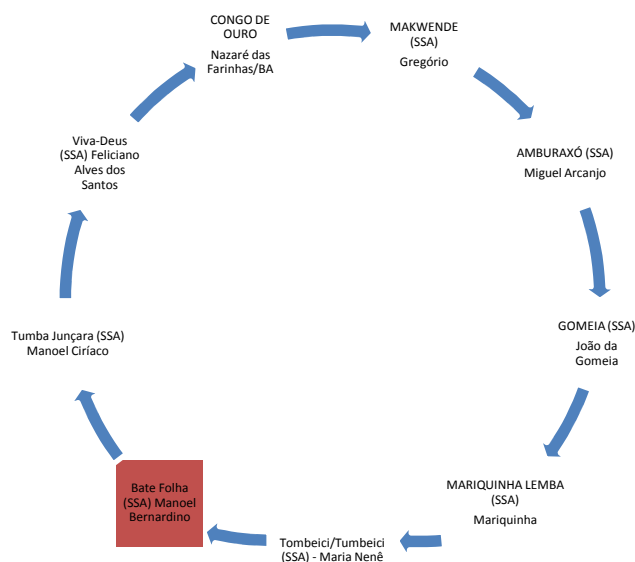 CONGO DE
OURO
Nazaré das
Farinhas/BA
MAKWENDE
(SSA)
Gregório
AMBURAXÓ (SSA)
Miguel Arcanjo
GOMEIA (SSA)
João da
Gomeia
MARIQUINHA LEMBA
(SSA)
Mariquinha
Tombeici/Tumbeici
(SSA) - Maria Nenê
Bate Folha
(SSA) Manoel
Bernardino
Tumba Junçara (SSA)
Manoel Ciríaco
Viva-Deus
(SSA) Feliciano
Alves dos
Santos